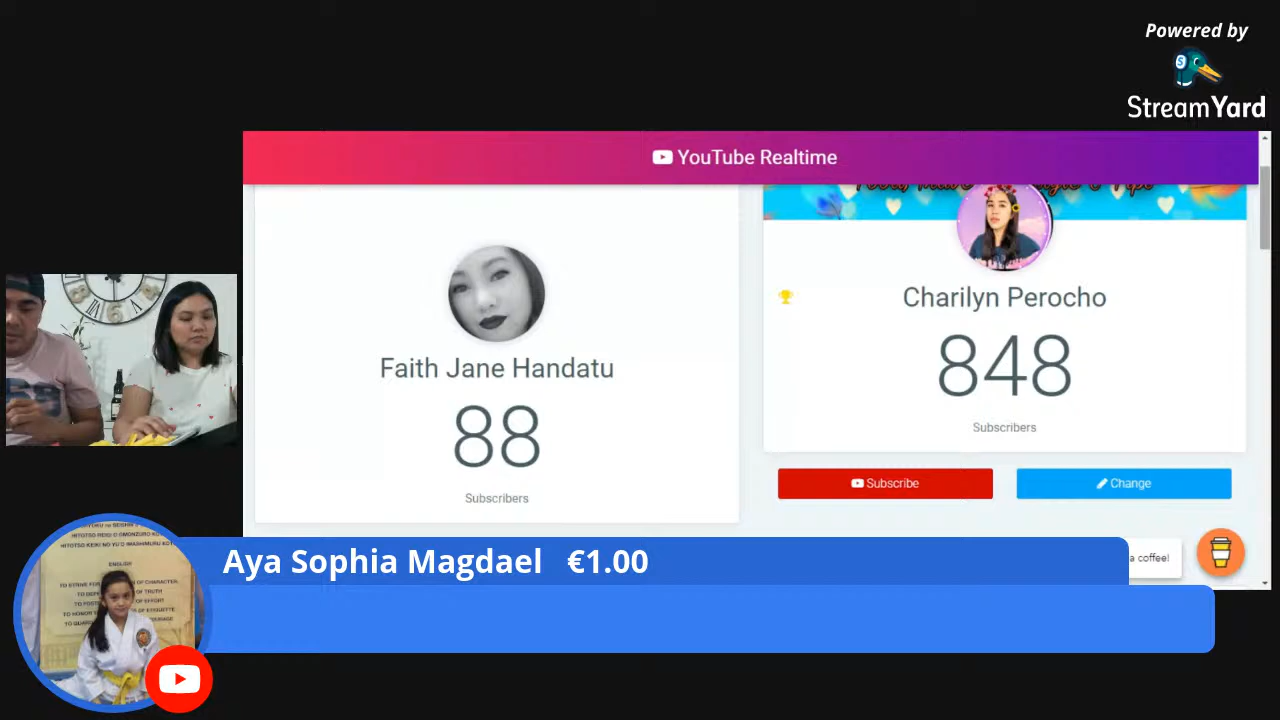 Powered by
StreamYard
YouTube Realtime
Charilyn Perocho
848
Subscribers
Faith Jane Handatu
88
Subscribers
Subscribe
Change
a coffee!
Aya Sophia Magdael €1.00
ENGLISH